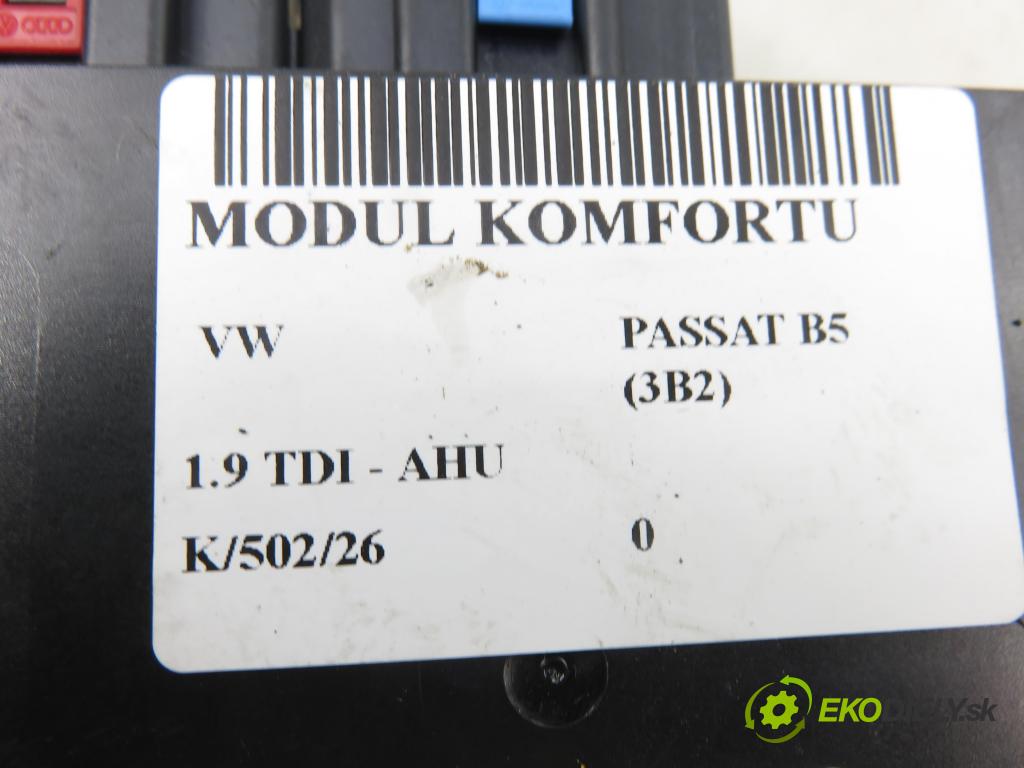 MODUL KOMFORTU
VW PASSAT B5
(3B2)
1.9 TDI - AHU
K/502/26 0
EKODIELY.sk